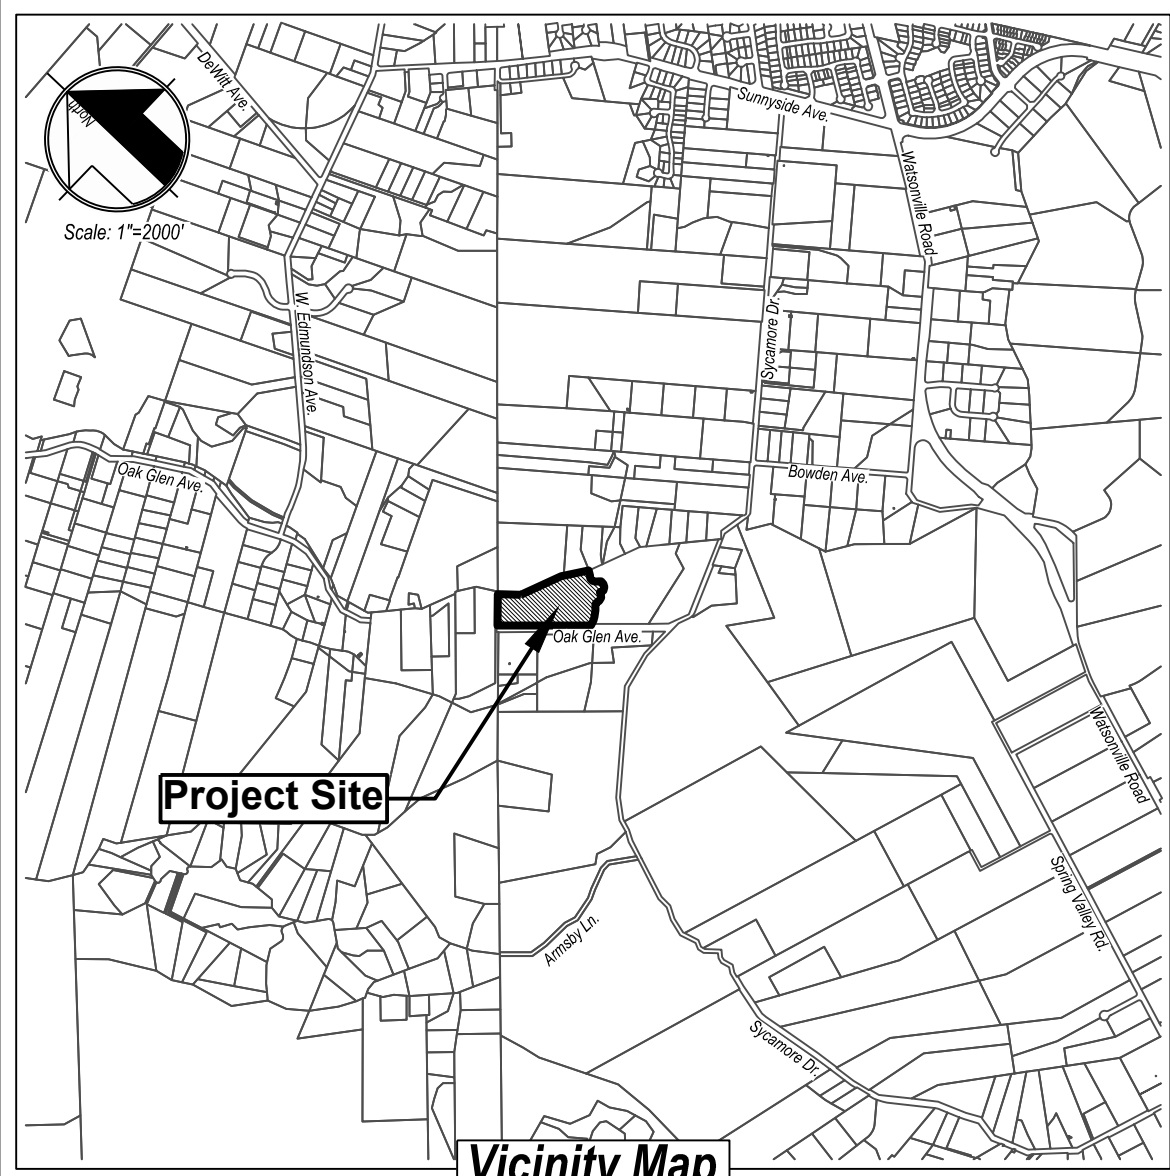 DeWitt Ave.
Sunnyside Ave.
North
Scale: 1"=2000'
Watsonville Road
W. Edmundson Ave.
Sycamore Dr.
Oak Glen Ave.
Bowden Ave.
Oak Glen Ave.
Project Site
Watsonville Road
Spring Valley Rd.
Armsby Ln.
Sycamore Dr.
Vicinity Map